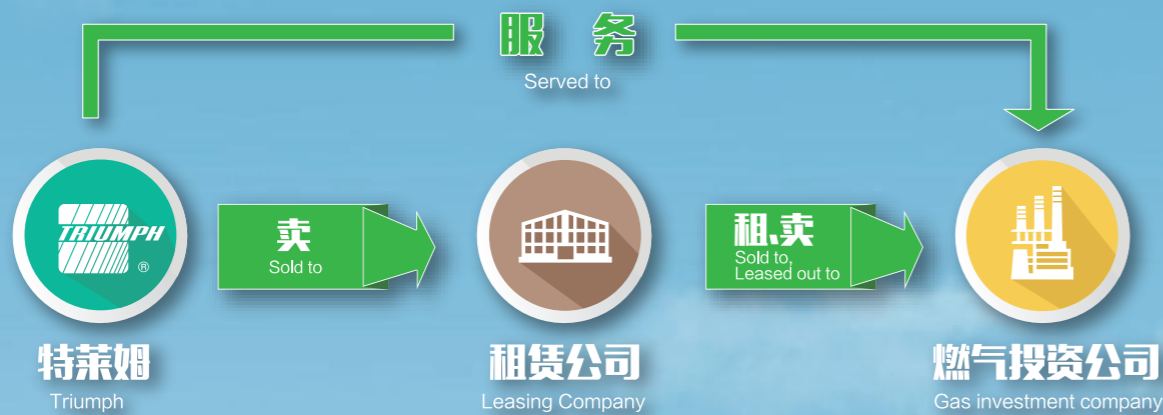 服 务
Served to
TRIUMPH
®
卖
Sold to
租、卖
Sold to,
Leased out to
特莱姆
Triumph
租赁公司
Leasing Company
燃气投资公司
Gas investment company